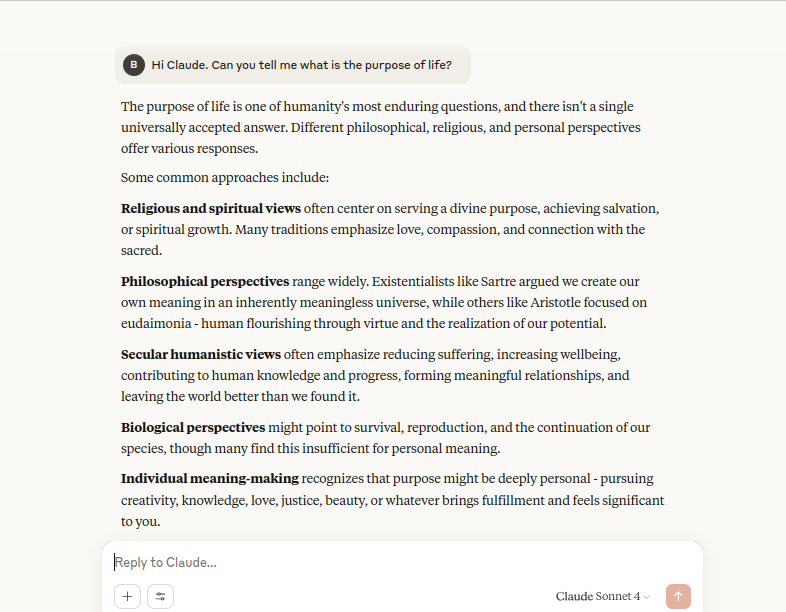 B
Hi Claude. Can you tell me what is the purpose of life?
The purpose of life is one of humanity's most enduring questions, and there isn't a single
universally accepted answer. Different philosophical, religious, and personal perspectives
offer various responses.
Some common approaches include:
Religious and spiritual views often center on serving a divine purpose, achieving salvation,
or spiritual growth. Many traditions emphasize love, compassion, and connection with the
sacred.
Philosophical perspectives range widely. Existentialists like Sartre argued we create our
own meaning in an inherently meaningless universe, while others like Aristotle focused on
eudaimonia - human flourishing through virtue and the realization of our potential.
Secular humanistic views often emphasize reducing suffering, increasing wellbeing,
contributing to human knowledge and progress, forming meaningful relationships, and
leaving the world better than we found it.
Biological perspectives might point to survival, reproduction, and the continuation of our
species, though many find this insufficient for personal meaning.
Individual meaning-making recognizes that purpose might be deeply personal - pursuing
creativity, knowledge, love, justice, beauty, or whatever brings fulfillment and feels significant
to you.
Reply to Claude...
Claude Sonnet 4